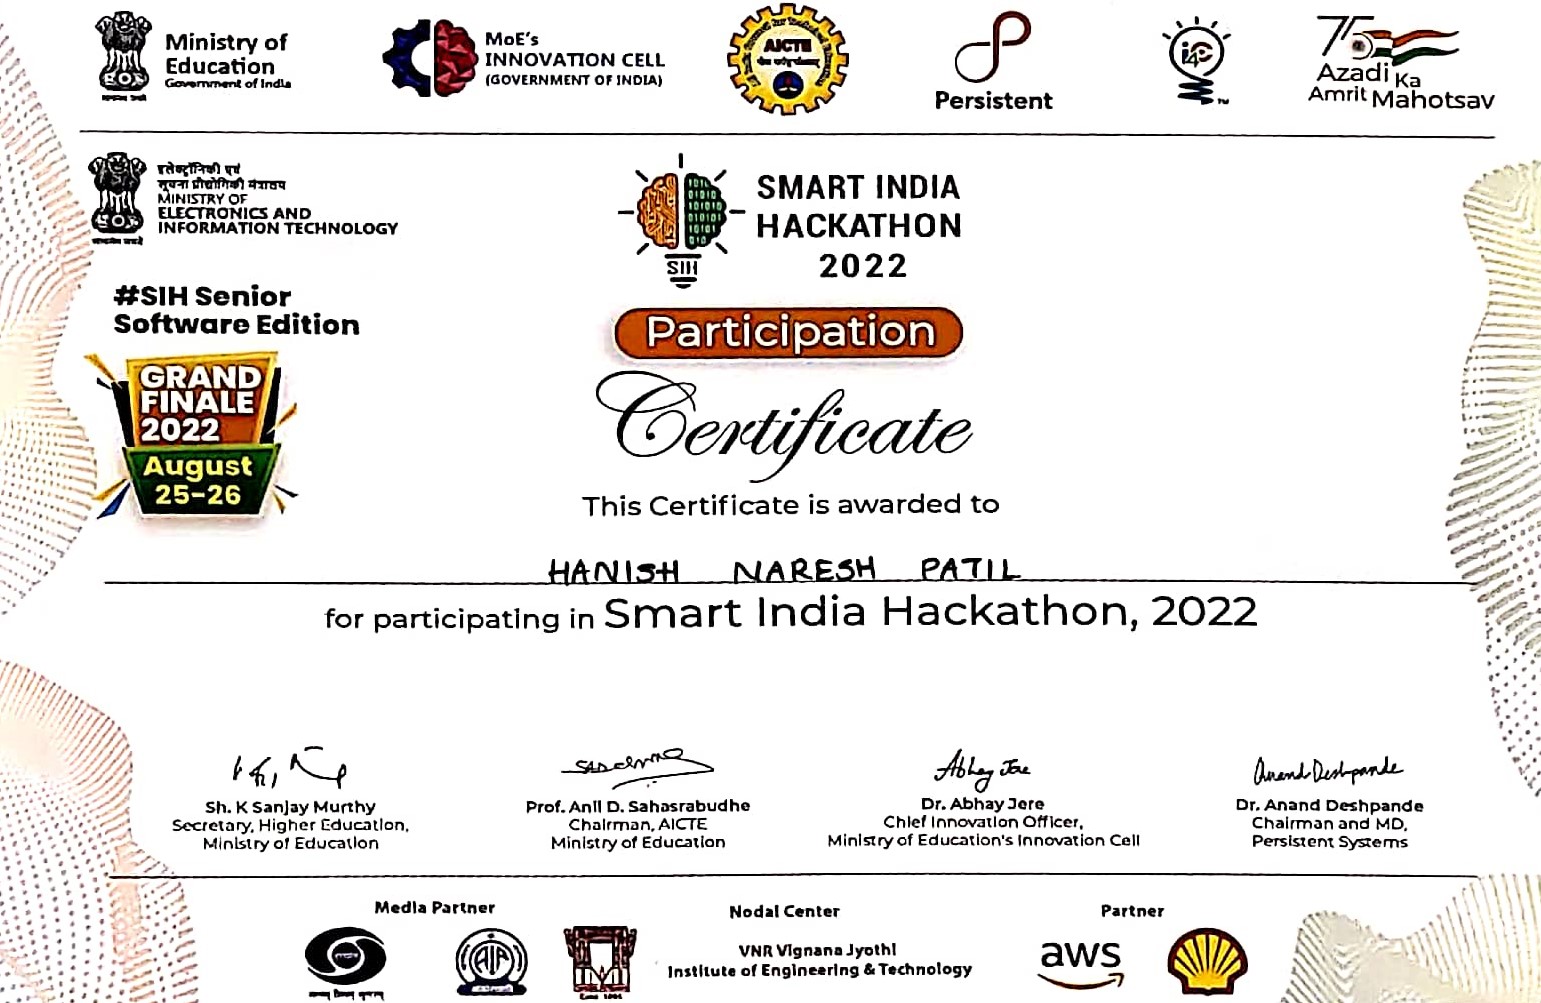 Ministry of
Education
Government of India
MoE's
INNOVATION CELL
(GOVERNMENT OF INDIA)
AICTE
Persistent
i4c
TM
75
Azadi Ka
Amrit Mahotsav
इलेक्ट्रॉनिकी एवं
सूचना प्रौद्योगिकी मंत्रालय
MINISTRY OF
ELECTRONICS AND
INFORMATION TECHNOLOGY
SIH
SMART INDIA
HACKATHON
2022
#SIH Senior
Software Edition
GRAND
FINALE
2022
August
25-26
Participation
Certificate
This Certificate is awarded to
HANISH NARESH PATIL
for participating in Smart India Hackathon, 2022
Abhay Jere
Anand Deshpande
Sh. K Sanjay Murthy
Secretary, Higher Education,
Ministry of Education
Prof. Anil D. Sahasrabudhe
Chairman, AICTE
Ministry of Education
Dr. Abhay Jere
Chief Innovation Officer,
Ministry of Education's Innovation Cell
Dr. Anand Deshpande
Chairman and MD,
Persistent Systems
Media Partner
Nodal Center
VNR Vignana Jyothi
Institute of Engineering & Technology
Partner
aws